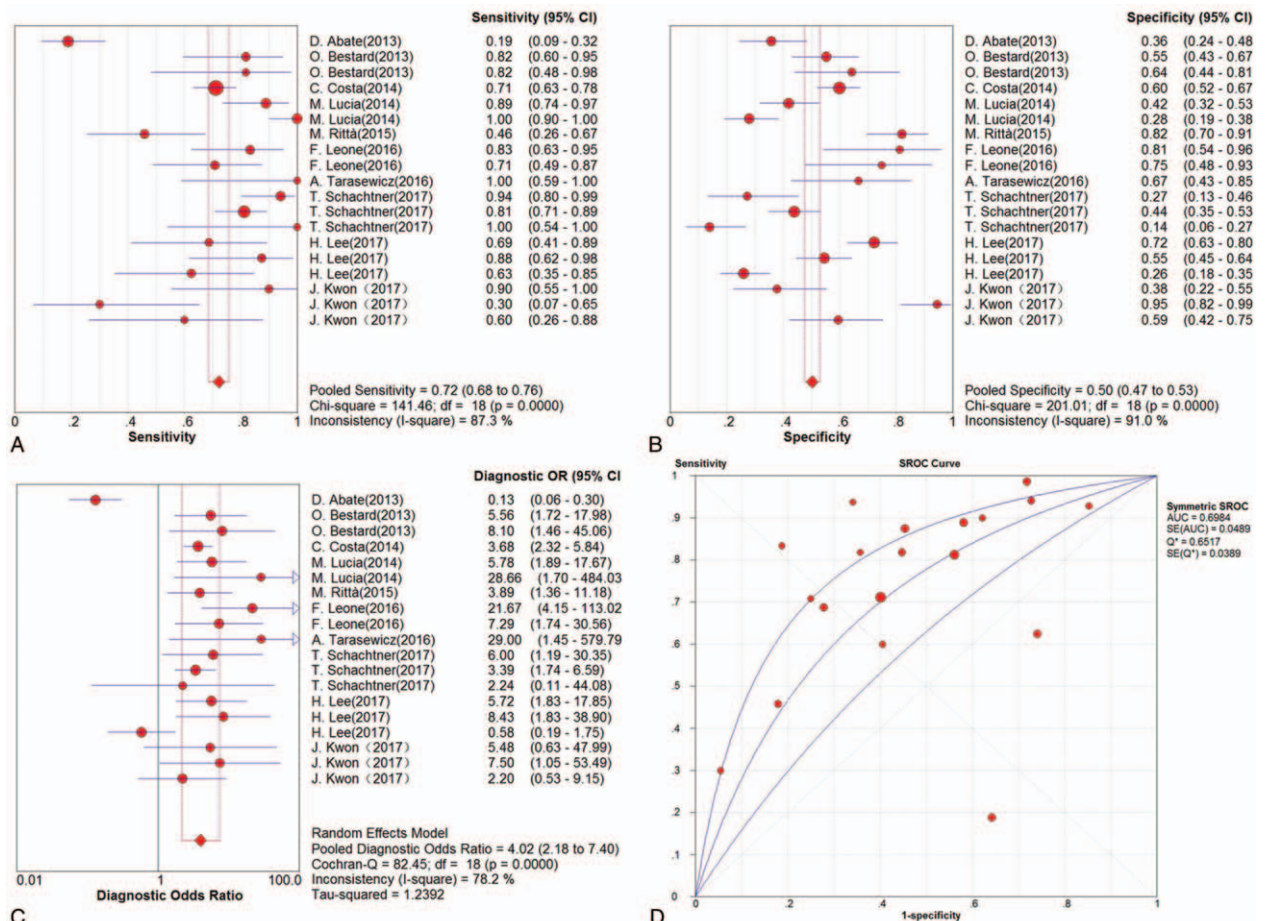 Sensitivity (95% CI)
D. Abate(2013) 0.19 (0.09 - 0.32
O. Bestard(2013) 0.82 (0.60 - 0.95
O. Bestard(2013) 0.82 (0.48 - 0.98
C. Costa(2014) 0.71 (0.63 - 0.78
M. Lucia(2014) 0.89 (0.74 - 0.97
M. Lucia(2014) 1.00 (0.90 - 1.00
M. Rittà(2015) 0.46 (0.26 - 0.67
F. Leone(2016) 0.83 (0.63 - 0.95
F. Leone(2016) 0.71 (0.49 - 0.87
A. Tarasewicz(2016) 1.00 (0.59 - 1.00
T. Schachtner(2017) 0.94 (0.80 - 0.99
T. Schachtner(2017) 0.81 (0.71 - 0.89
T. Schachtner(2017) 1.00 (0.54 - 1.00
H. Lee(2017) 0.69 (0.41 - 0.89
H. Lee(2017) 0.88 (0.62 - 0.98
H. Lee(2017) 0.63 (0.35 - 0.85
J. Kwon（2017） 0.90 (0.55 - 1.00
J. Kwon（2017） 0.30 (0.07 - 0.65
J. Kwon（2017） 0.60 (0.26 - 0.88
Pooled Sensitivity = 0.72 (0.68 to 0.76)
Chi-square = 141.46; df = 18 (p = 0.0000)
Inconsistency (I-square) = 87.3 %
0 .2 .4 .6 .8 1
Sensitivity
A
Specificity (95% CI)
D. Abate(2013) 0.36 (0.24 - 0.48
O. Bestard(2013) 0.55 (0.43 - 0.67
O. Bestard(2013) 0.64 (0.44 - 0.81
C. Costa(2014) 0.60 (0.52 - 0.67
M. Lucia(2014) 0.42 (0.32 - 0.53
M. Lucia(2014) 0.28 (0.19 - 0.38
M. Rittà(2015) 0.82 (0.70 - 0.91
F. Leone(2016) 0.81 (0.54 - 0.96
F. Leone(2016) 0.75 (0.48 - 0.93
A. Tarasewicz(2016) 0.67 (0.43 - 0.85
T. Schachtner(2017) 0.27 (0.13 - 0.46
T. Schachtner(2017) 0.44 (0.35 - 0.53
T. Schachtner(2017) 0.14 (0.06 - 0.27
H. Lee(2017) 0.72 (0.63 - 0.80
H. Lee(2017) 0.55 (0.45 - 0.64
H. Lee(2017) 0.26 (0.18 - 0.35
J. Kwon（2017） 0.38 (0.22 - 0.55
J. Kwon（2017） 0.95 (0.82 - 0.99
J. Kwon（2017） 0.59 (0.42 - 0.75
Pooled Specificity = 0.50 (0.47 to 0.53)
Chi-square = 201.01; df = 18 (p = 0.0000)
Inconsistency (I-square) = 91.0 %
0 .2 .4 .6 .8 1
Specificity
B
Diagnostic OR (95% CI
D. Abate(2013) 0.13 (0.06 - 0.30
O. Bestard(2013) 5.56 (1.72 - 17.98
O. Bestard(2013) 8.10 (1.46 - 45.06
C. Costa(2014) 3.68 (2.32 - 5.84
M. Lucia(2014) 5.78 (1.89 - 17.67
M. Lucia(2014) 28.66 (1.70 - 484.03
M. Rittà(2015) 3.89 (1.36 - 11.18
F. Leone(2016) 21.67 (4.15 - 113.02
F. Leone(2016) 7.29 (1.74 - 30.56
A. Tarasewicz(2016) 29.00 (1.45 - 579.79
T. Schachtner(2017) 6.00 (1.19 - 30.35
T. Schachtner(2017) 3.39 (1.74 - 6.59
T. Schachtner(2017) 2.24 (0.11 - 44.08
H. Lee(2017) 5.72 (1.83 - 17.85
H. Lee(2017) 8.43 (1.83 - 38.90
H. Lee(2017) 0.58 (0.19 - 1.75
J. Kwon（2017） 5.48 (0.63 - 47.99
J. Kwon（2017） 7.50 (1.05 - 53.49
J. Kwon（2017） 2.20 (0.53 - 9.15
Random Effects Model
Pooled Diagnostic Odds Ratio = 4.02 (2.18 to 7.40)
Cochran-Q = 82.45; df = 18 (p = 0.0000)
Inconsistency (I-square) = 78.2 %
Tau-squared = 1.2392
0.01 1 100.0
Diagnostic Odds Ratio
C
Sensitivity SROC Curve
1
.9
.8
.7
.6
.5
.4
.3
.2
.1
0
Symmetric SROC
AUC = 0.6984
SE(AUC) = 0.0489
Q* = 0.6517
SE(Q*) = 0.0389
0 .2 .4 .6 .8 1
1-specificity
D